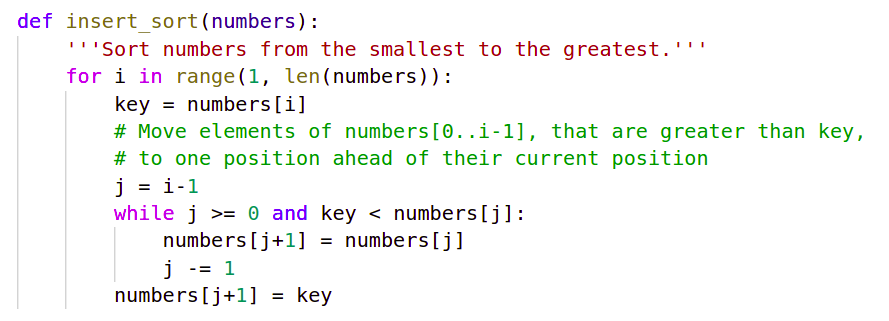 def insert_sort(numbers):
    '''Sort numbers from the smallest to the greatest.'''
    for i in range(1, len(numbers)):
        key = numbers[i]
        # Move elements of numbers[0..i-1], that are greater than key,
        # to one position ahead of their current position
        j = i-1
        while j >= 0 and key < numbers[j]:
            numbers[j+1] = numbers[j]
            j -= 1
        numbers[j+1] = key